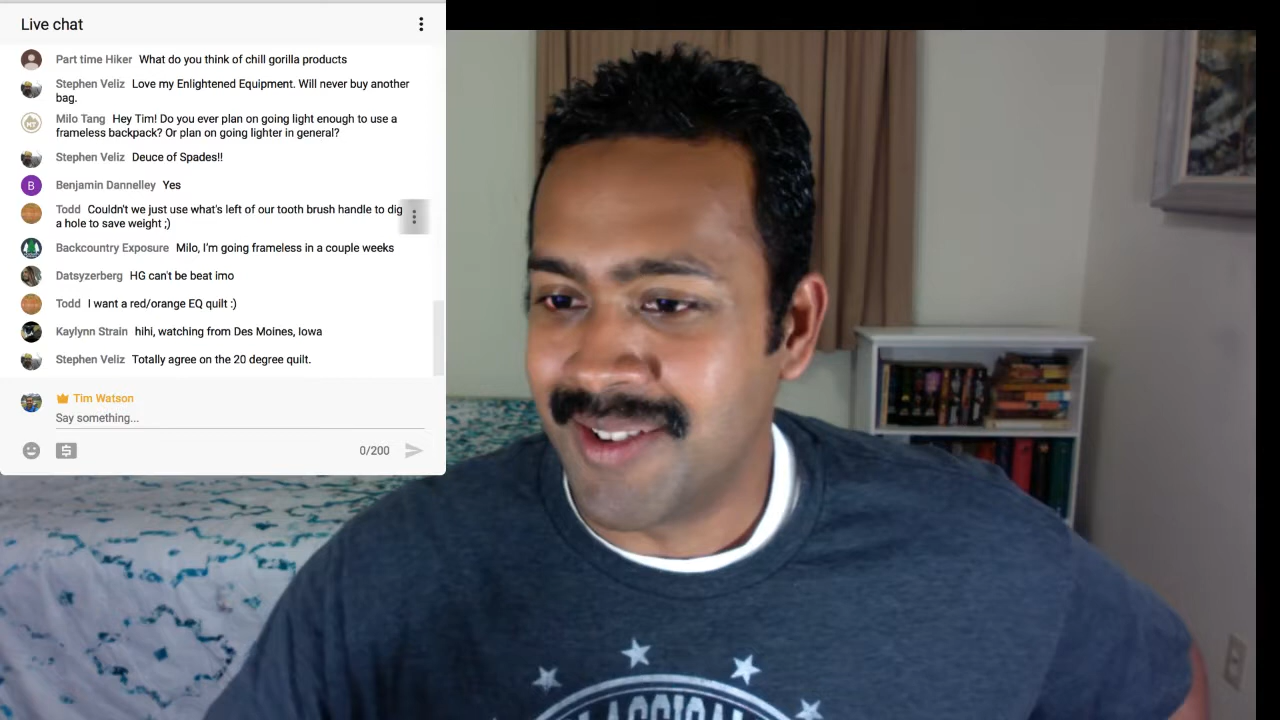 Live chat
Part time Hiker What do you think of chill gorilla products
Stephen Veliz Love my Enlightened Equipment. Will never buy another
bag.
Milo Tang Hey Tim! Do you ever plan on going light enough to use a
frameless backpack? Or plan on going lighter in general?
Stephen Veliz Deuce of Spades!!
B
Benjamin Dannelley Yes
Todd Couldn't we just use what's left of our tooth brush handle to dig
a hole to save weight ;)
Backcountry Exposure Milo, I'm going frameless in a couple weeks
Datsyzerberg HG can't be beat imo
Todd I want a red/orange EQ quilt :)
Kaylynn Strain hihi, watching from Des Moines, Iowa
Stephen Veliz Totally agree on the 20 degree quilt.
Tim Watson
Say something...
0/200